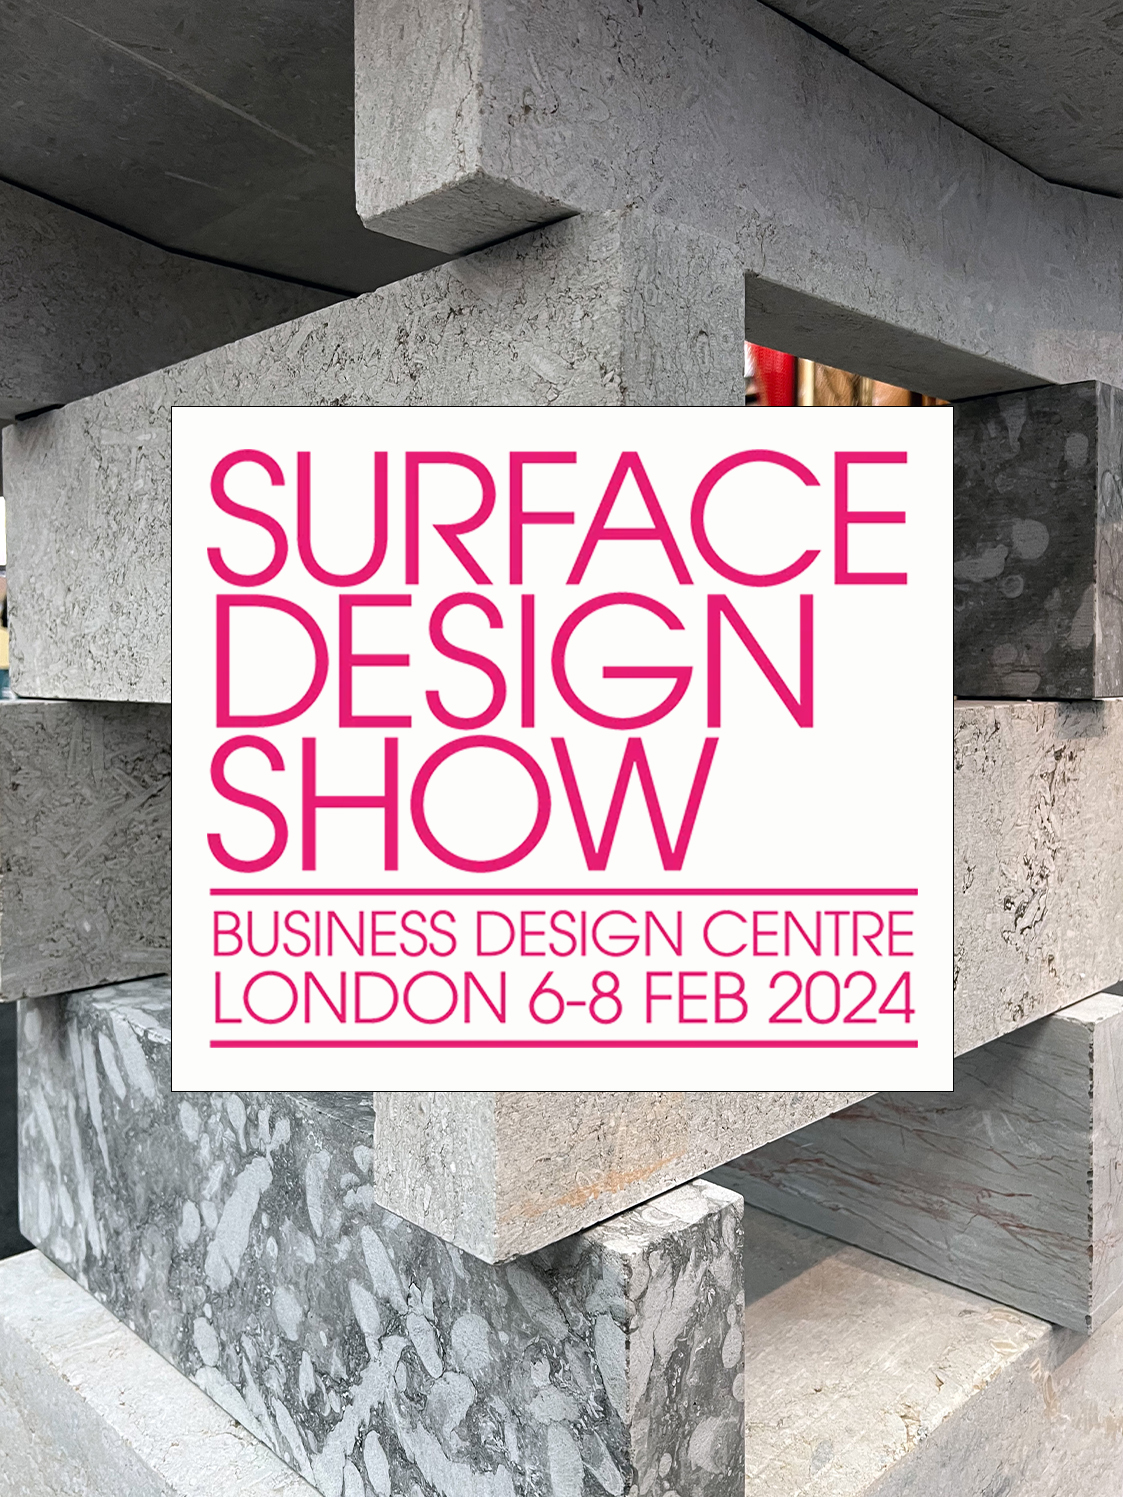 SURFACE
DESIGN
SHOW
BUSINESS DESIGN CENTRE
LONDON 6-8 FEB 2024